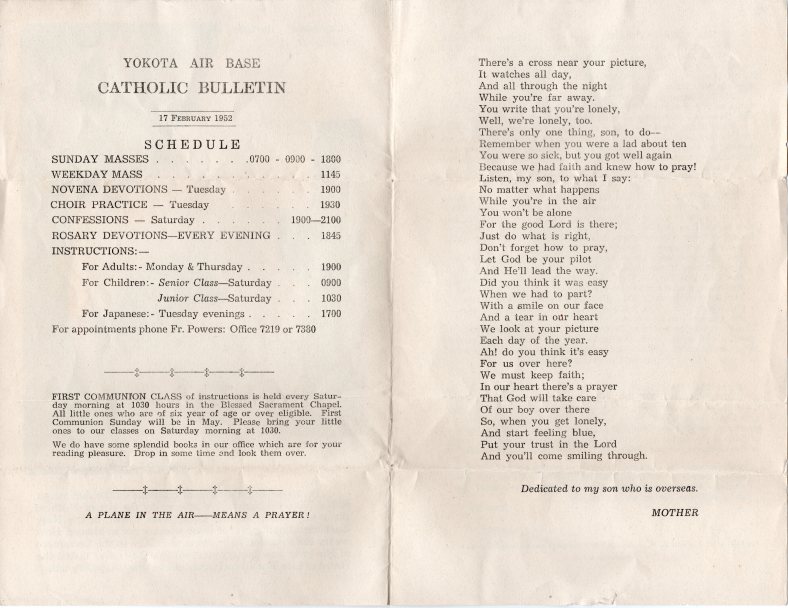 YOKOTA AIR BASE
CATHOLIC BULLETIN
17 FEBRUARY 1952
SCHEDULE
SUNDAY MASSES . . . . . . .0700 - 0900 - 1800
WEEKDAY MASS . . . . . . . . . . 1145
NOVENA DEVOTIONS — Tuesday . . . . . 1900
CHOIR PRACTICE — Tuesday . . . . . . 1930
CONFESSIONS — Saturday . . . . . . 1900—2100
ROSARY DEVOTIONS—EVERY EVENING . . . 1845
INSTRUCTIONS:—
For Adults:- Monday & Thursday . . . . . 1900
For Children:- Senior Class—Saturday . . . 0900
Junior Class—Saturday . . . 1030
For Japanese:- Tuesday evenings . . . . . 1700
For appointments phone Fr. Powers: Office 7219 or 7380
FIRST COMMUNION CLASS of instructions is held every Satur-
day morning at 1030 hours in the Blessed Sacrament Chapel.
All little ones who are of six year of age or over eligible. First
Communion Sunday will be in May. Please bring your little
ones to our classes on Saturday morning at 1030.
We do have some splendid books in our office which are for your
reading pleasure. Drop in some time and look them over.
A PLANE IN THE AIR——MEANS A PRAYER!
There's a cross near your picture,
It watches all day,
And all through the night
While you're far away.
You write that you're lonely,
Well, we're lonely, too.
There's only one thing, son, to do--
Remember when you were a lad about ten
You were so sick, but you got well again
Because we had faith and knew how to pray!
Listen, my son, to what I say:
No matter what happens
While you're in the air
You won't be alone
For the good Lord is there;
Just do what is right,
Don't forget how to pray,
Let God be your pilot
And He'll lead the way.
Did you think it was easy
When we had to part?
With a smile on our face
And a tear in our heart
We look at your picture
Each day of the year.
Ah! do you think it's easy
For us over here?
We must keep faith;
In our heart there's a prayer
That God will take care
Of our boy over there
So, when you get lonely,
And start feeling blue,
Put your trust in the Lord
And you'll come smiling through.
Dedicated to my son who is overseas.
MOTHER